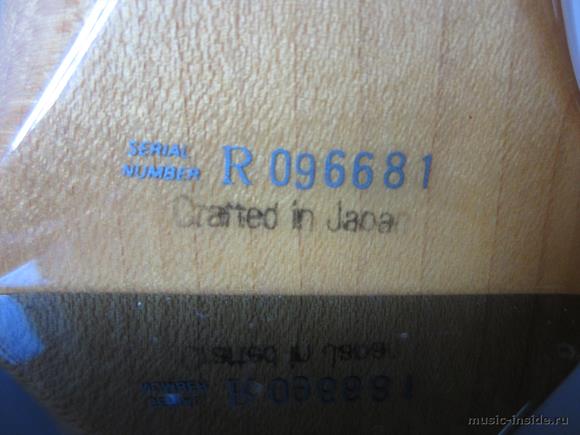 SERIAL
NUMBER R 096681
Crafted in Japan
music-inside.ru